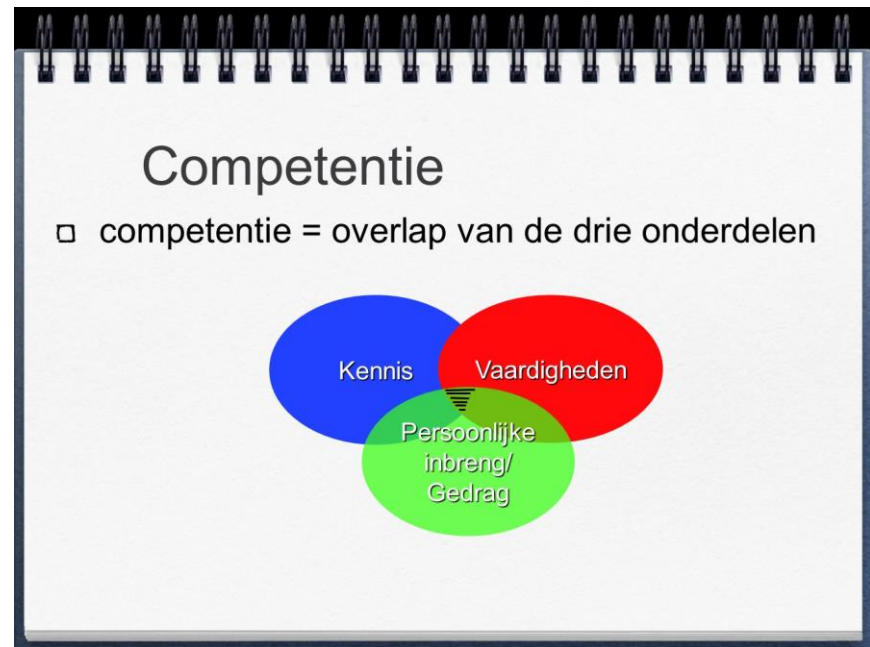 Competentie
competentie = overlap van de drie onderdelen
Kennis
Vaardigheden
Persoonlijke
inbreng/
Gedrag